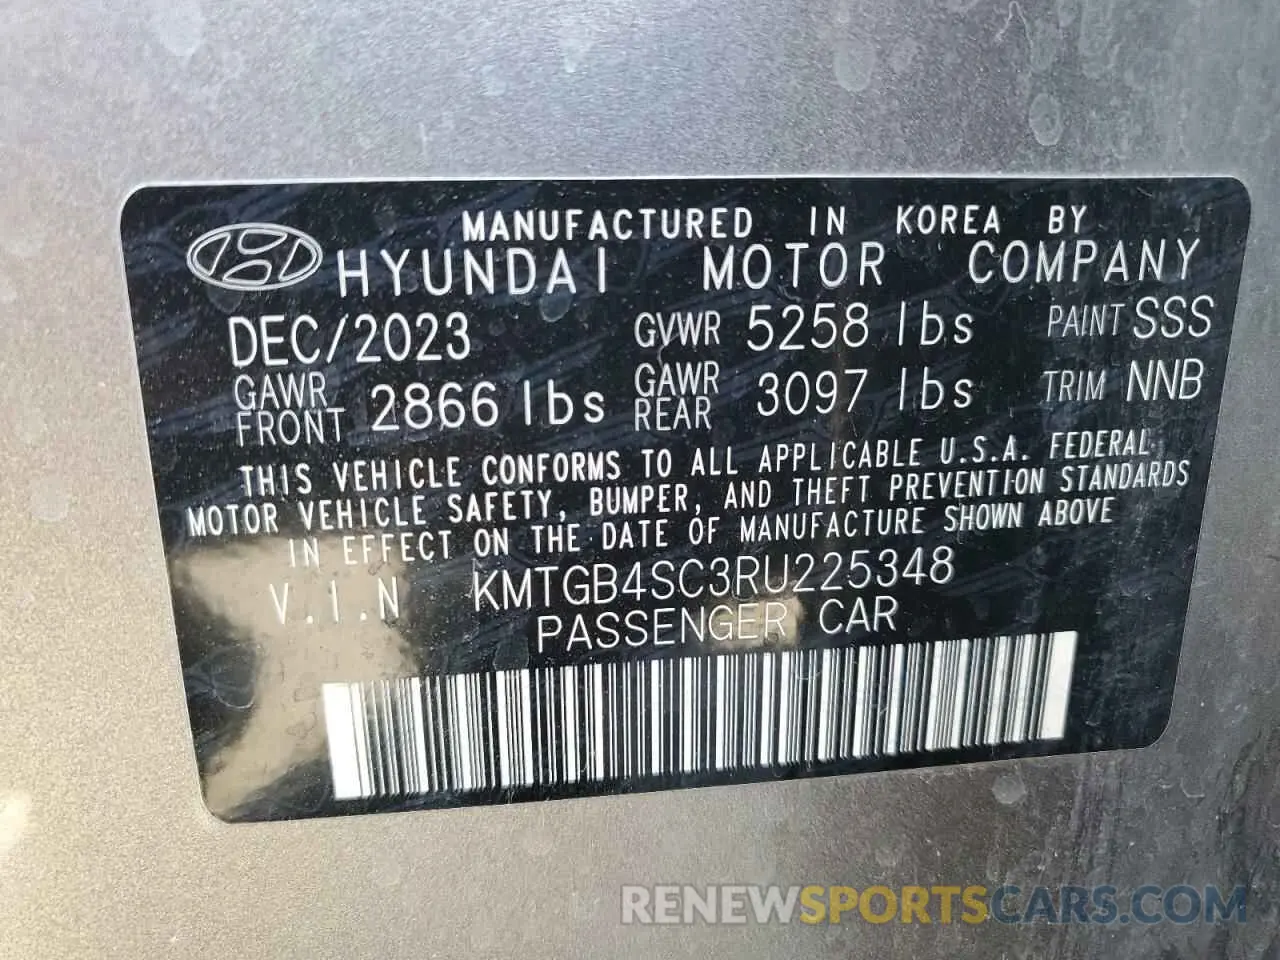 MANUFACTURED IN KOREA BY
HYUNDAI MOTOR COMPANY
DEC/2023 GVWR 5258 lbs PAINT SSS
GAWR FRONT 2866 lbs GAWR REAR 3097 lbs TRIM NNB
THIS VEHICLE CONFORMS TO ALL APPLICABLE U.S.A. FEDERAL
MOTOR VEHICLE SAFETY, BUMPER, AND THEFT PREVENTION STANDARDS
IN EFFECT ON THE DATE OF MANUFACTURE SHOWN ABOVE
V.I.N KMTGB4SC3RU225348
PASSENGER CAR
RENEWSPORTSCARS.COM